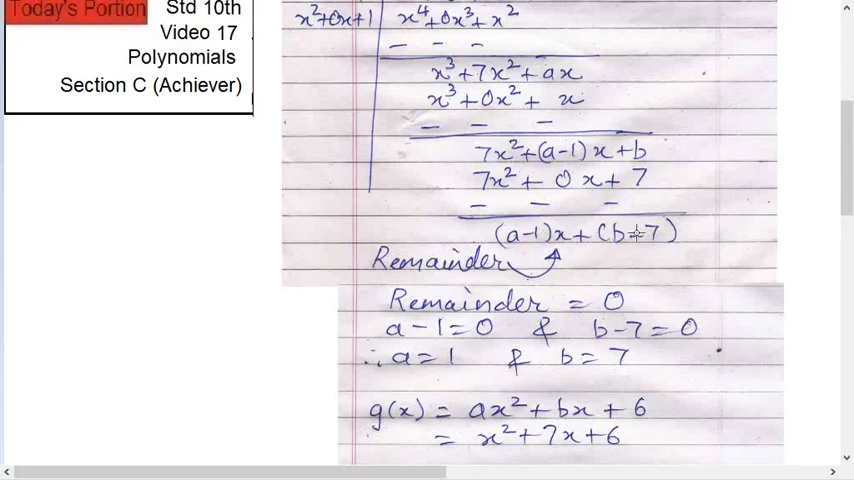 Today's Portion
Std 10th
Video 17
Polynomials
Section C (Achiever)
x²+0x+1 | x⁴+0x³+x²
— — —
x³+7x²+ax
x³+0x²+x
— — —
7x²+(a-1)x+b
7x²+0x+7
— — —
(a-1)x+(b-7)
Remainder
Remainder = 0
a-1=0 & b-7=0
∴a=1 & b=7
g(x) = ax²+bx+6
= x²+7x+6